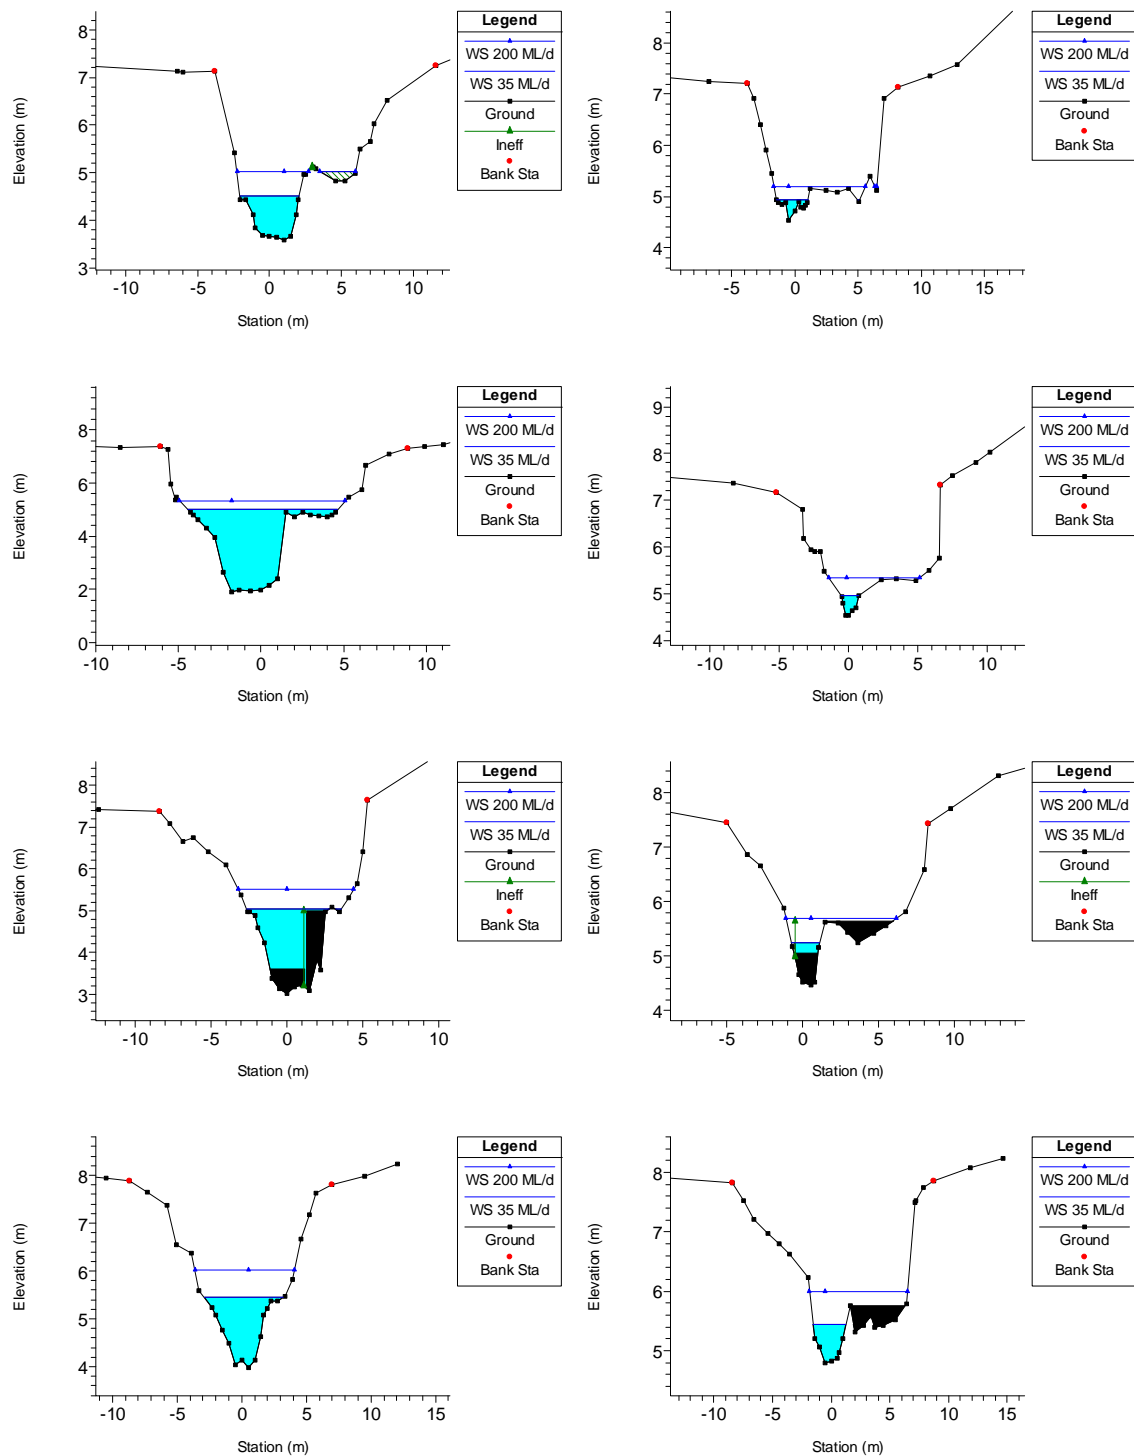 Legend
WS 200 ML/d
WS 35 ML/d
Ground
Ineff
Bank Sta
8
7
6
5
4
3
-10
-5
0
5
10
Elevation (m)
Station (m)
Legend
WS 200 ML/d
WS 35 ML/d
Ground
Bank Sta
8
7
6
5
4
-5
0
5
10
15
Elevation (m)
Station (m)
Legend
WS 200 ML/d
WS 35 ML/d
Ground
Bank Sta
8
6
4
2
0
-10
-5
0
5
10
Elevation (m)
Station (m)
Legend
WS 200 ML/d
WS 35 ML/d
Ground
Bank Sta
9
8
7
6
5
4
-10
-5
0
5
10
Elevation (m)
Station (m)
Legend
WS 200 ML/d
WS 35 ML/d
Ground
Ineff
Bank Sta
8
7
6
5
4
3
-10
-5
0
5
10
Elevation (m)
Station (m)
Legend
WS 200 ML/d
WS 35 ML/d
Ground
Ineff
Bank Sta
8
7
6
5
4
-5
0
5
10
Elevation (m)
Station (m)
Legend
WS 200 ML/d
WS 35 ML/d
Ground
Bank Sta
8
7
6
5
4
-10
-5
0
5
10
15
Elevation (m)
Station (m)
Legend
WS 200 ML/d
WS 35 ML/d
Ground
Bank Sta
8
7
6
5
-10
-5
0
5
10
15
Elevation (m)
Station (m)